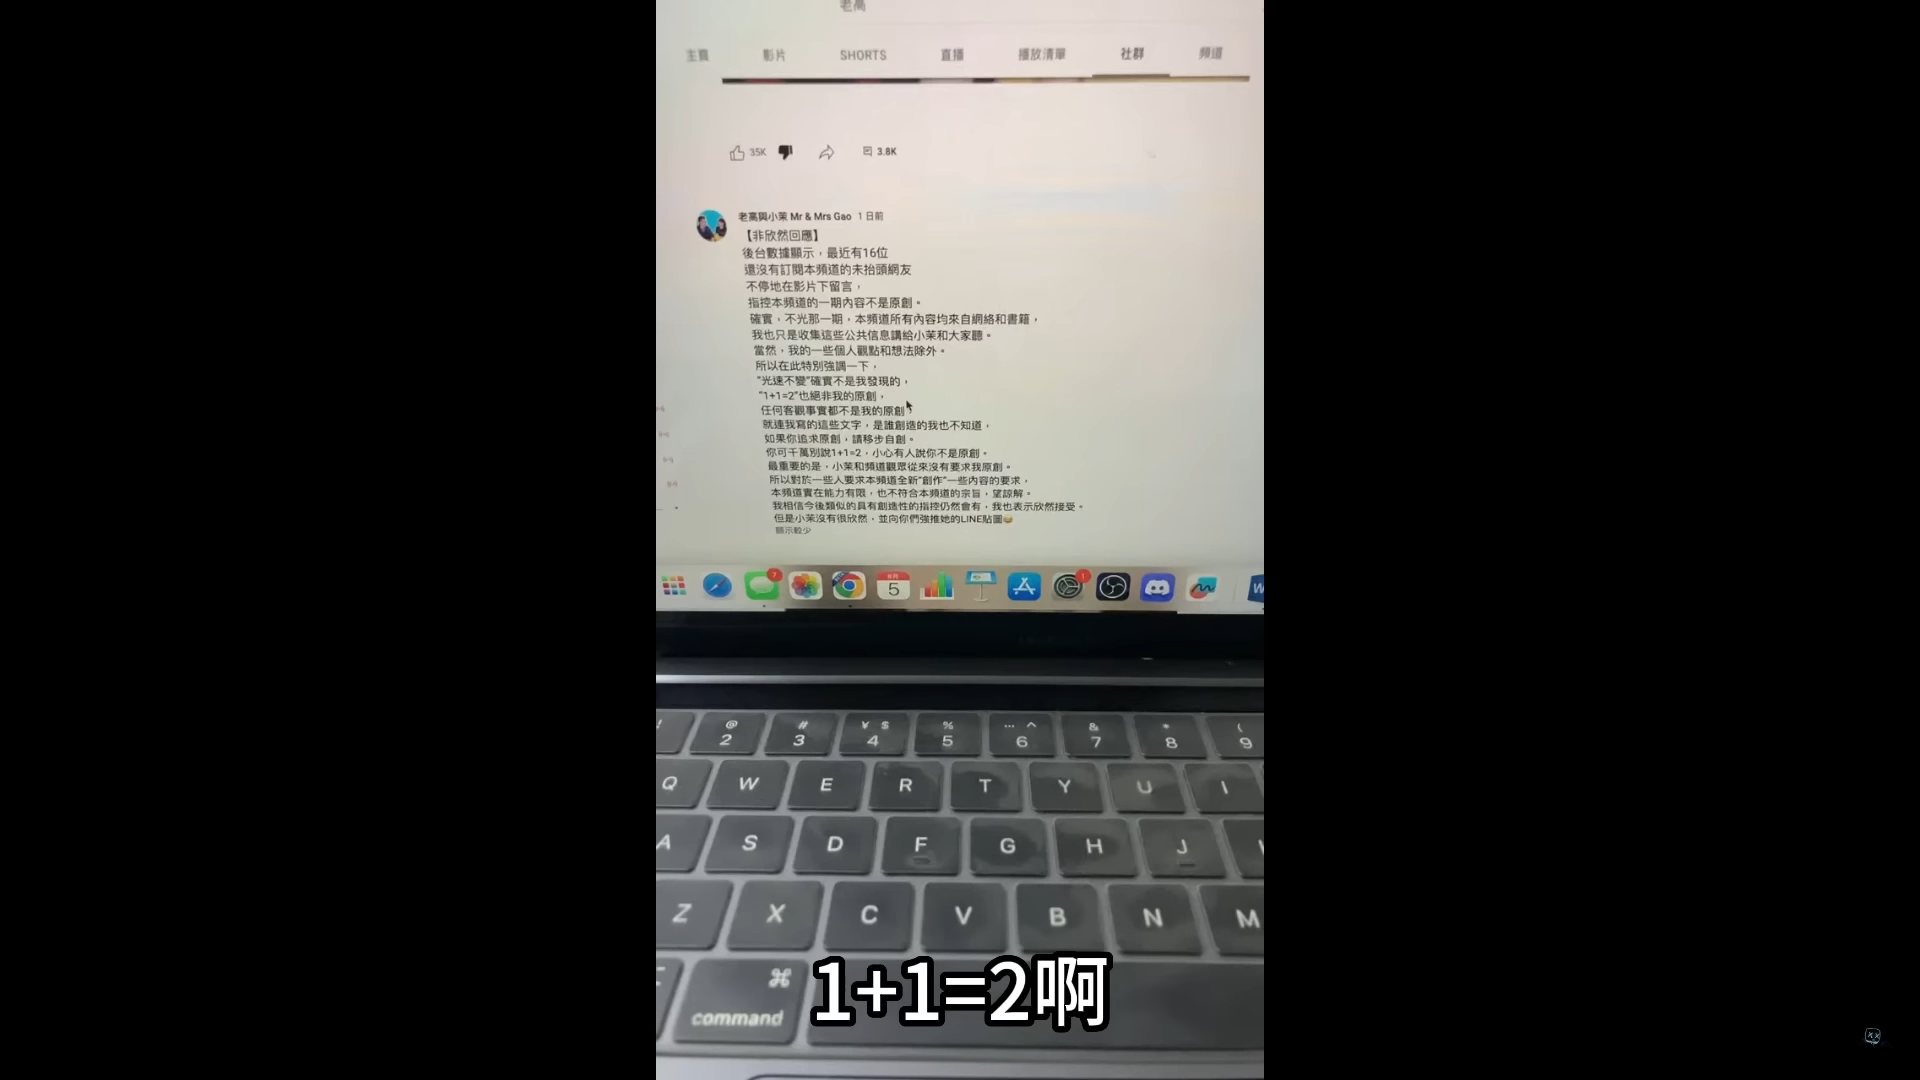 老高
主頁 影片 SHORTS 直播 播放清單 社群 頻道
35K 3.8K
老高與小茉 Mr & Mrs Gao 1 日前
【非欣然回應】
後台數據顯示，最近有16位
還沒有訂閱本頻道的未抬頭網友
不停地在影片下留言，
指控本頻道的一期內容不是原創。
確實，不光那一期，本頻道所有內容均來自網絡和書籍，
我也只是收集這些公共信息講給小茉和大家聽。
當然，我的一些個人觀點和想法除外。
所以在此特別強調一下，
“光速不變”確實不是我發現的，
“1+1=2”也絕非我的原創，
任何客觀事實都不是我的原創，
就連我寫的這些文字，是誰創造的我也不知道，
如果你追求原創，請移步自創。
你可千萬別說1+1=2，小心有人說你不是原創。
最重要的是，小茉和頻道觀眾從來沒有要求我原創。
所以對於一些人要求本頻道全新“創作”一些內容的要求，
本頻道實在能力有限，也不符合本頻道的宗旨，望諒解。
我相信今後類似的具有創造性的指控仍然會有，我也表示欣然接受。
但是小茉沒有很欣然，並向你們強推她的LINE貼圖😂
顯示較少
7 8月 5 1 W
! @ # ¥ $ % … ^ & * (
2 3 4 5 6 7 8 9
Q W E R T Y U I
A S D F G H J
Z X C V B N M
⌘
command
1+1=2啊